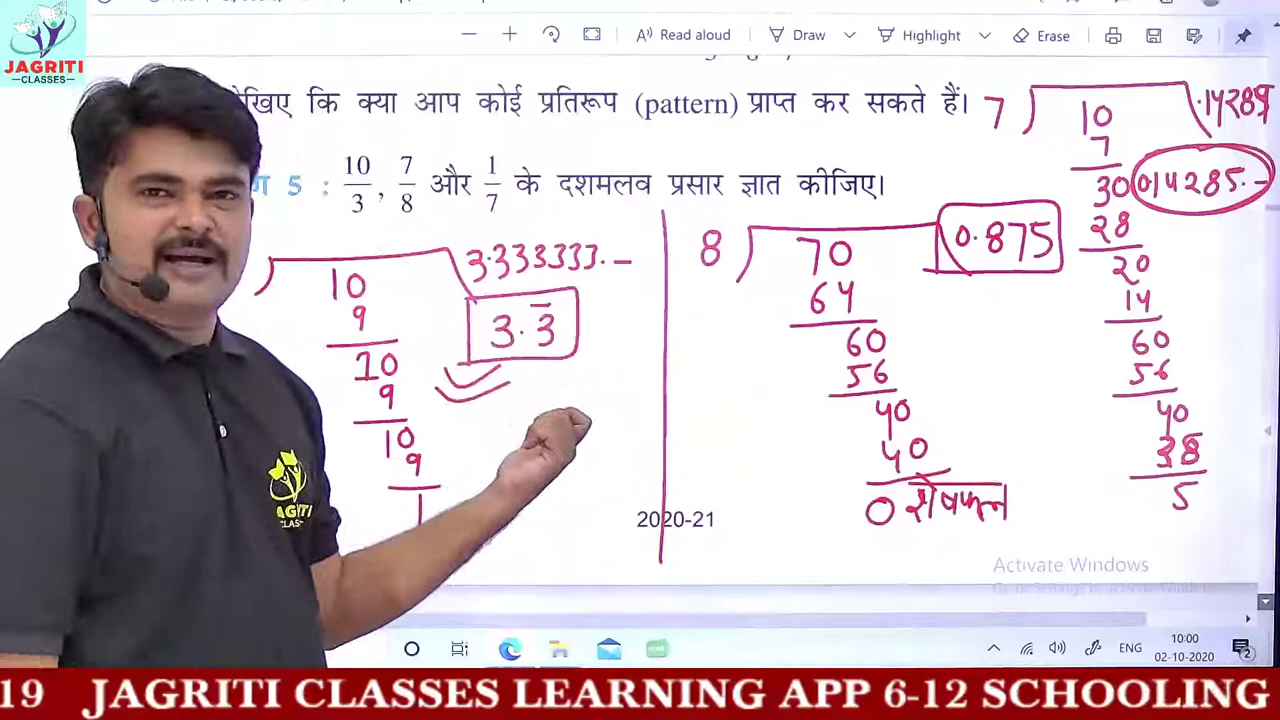 JAGRITI
CLASSES
Read aloud
Draw
Highlight
Erase
खिए कि क्या आप कोई प्रतिरूप (pattern) प्राप्त कर सकते हैं।
5 : 10/3, 7/8 और 1/7 के दशमलव प्रसार ज्ञात कीजिए।
3.333333.–
10
3.3̄
9
10
9
10
9
1
8
70
0.875
64
60
56
40
40
0 शेषफल
7
10
7
30
0.14285.–
28
20
14
60
56
40
5
JAGRITI
2020-21
Activate Windows
ENG
10:00
02-10-2020
2
19 JAGRITI CLASSES LEARNING APP 6-12 SCHOOLING